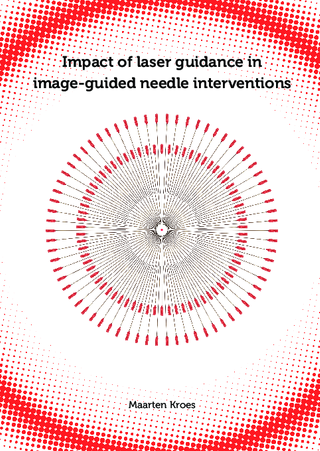 Impact of laser guidance in
image-guided needle interventions
Maarten Kroes